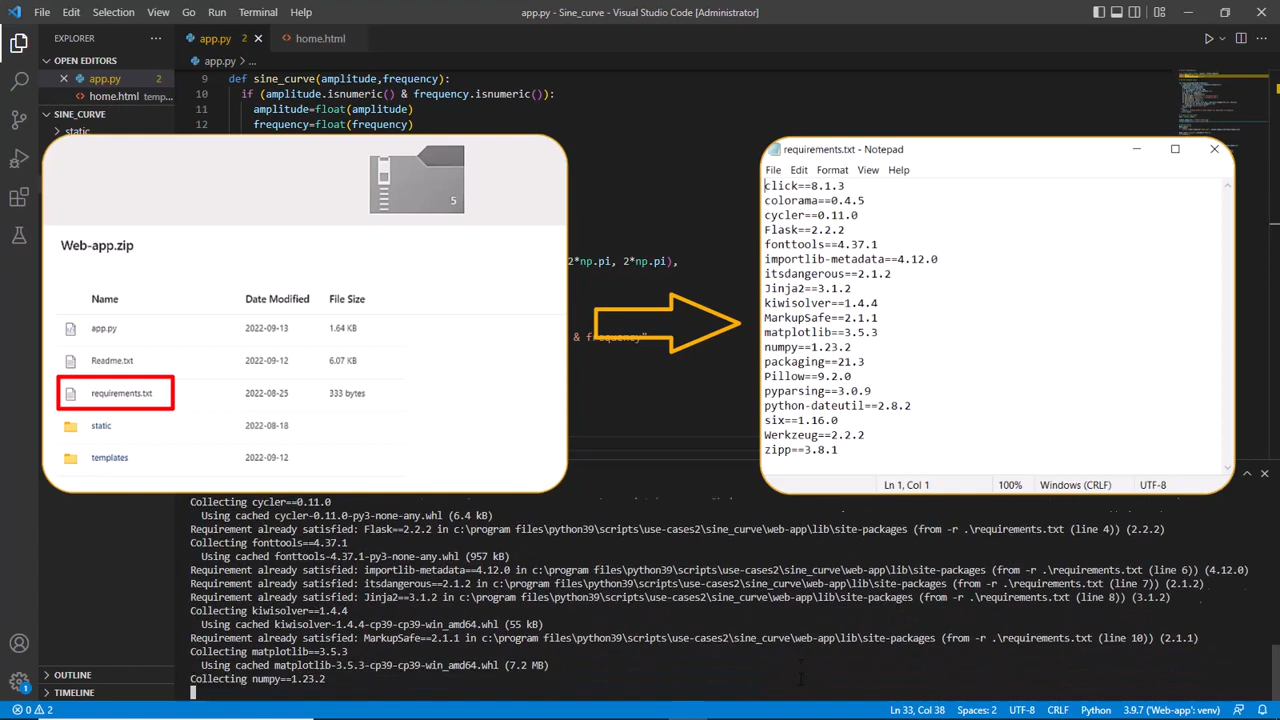 File Edit Selection View Go Run Terminal Help
app.py - Sine_curve - Visual Studio Code [Administrator]
EXPLORER
OPEN EDITORS
app.py 2
home.html temp...
SINE_CURVE
static
app.py 2
home.html
app.py > ...
9 def sine_curve(amplitude,frequency):
10 if (amplitude.isnumeric() & frequency.isnumeric()):
11 amplitude=float(amplitude)
12 frequency=float(frequency)
2*np.pi, 2*np.pi),
& frequency"
5
Web-app.zip
Name Date Modified File Size
app.py 2022-09-13 1.64 KB
Readme.txt 2022-09-12 6.07 KB
requirements.txt 2022-08-25 333 bytes
static 2022-08-18
templates 2022-09-12
requirements.txt - Notepad
File Edit Format View Help
click==8.1.3
colorama==0.4.5
cycler==0.11.0
Flask==2.2.2
fonttools==4.37.1
importlib-metadata==4.12.0
itsdangerous==2.1.2
Jinja2==3.1.2
kiwisolver==1.4.4
MarkupSafe==2.1.1
matplotlib==3.5.3
numpy==1.23.2
packaging==21.3
Pillow==9.2.0
pyparsing==3.0.9
python-dateutil==2.8.2
six==1.16.0
Werkzeug==2.2.2
zipp==3.8.1
Ln 1, Col 1 100% Windows (CRLF) UTF-8
Collecting cycler==0.11.0
Using cached cycler-0.11.0-py3-none-any.whl (6.4 kB)
Requirement already satisfied: Flask==2.2.2 in c:\program files\python39\scripts\use-cases2\sine_curve\web-app\lib\site-packages (from -r .\requirements.txt (line 4)) (2.2.2)
Collecting fonttools==4.37.1
Using cached fonttools-4.37.1-py3-none-any.whl (957 kB)
Requirement already satisfied: importlib-metadata==4.12.0 in c:\program files\python39\scripts\use-cases2\sine_curve\web-app\lib\site-packages (from -r .\requirements.txt (line 6)) (4.12.0)
Requirement already satisfied: itsdangerous==2.1.2 in c:\program files\python39\scripts\use-cases2\sine_curve\web-app\lib\site-packages (from -r .\requirements.txt (line 7)) (2.1.2)
Requirement already satisfied: Jinja2==3.1.2 in c:\program files\python39\scripts\use-cases2\sine_curve\web-app\lib\site-packages (from -r .\requirements.txt (line 8)) (3.1.2)
Collecting kiwisolver==1.4.4
Using cached kiwisolver-1.4.4-cp39-cp39-win_amd64.whl (55 kB)
Requirement already satisfied: MarkupSafe==2.1.1 in c:\program files\python39\scripts\use-cases2\sine_curve\web-app\lib\site-packages (from -r .\requirements.txt (line 10)) (2.1.1)
Collecting matplotlib==3.5.3
Using cached matplotlib-3.5.3-cp39-cp39-win_amd64.whl (7.2 MB)
Collecting numpy==1.23.2
OUTLINE
TIMELINE
1
0 2
Ln 33, Col 38 Spaces: 2 UTF-8 CRLF Python 3.9.7 ('Web-app': venv)